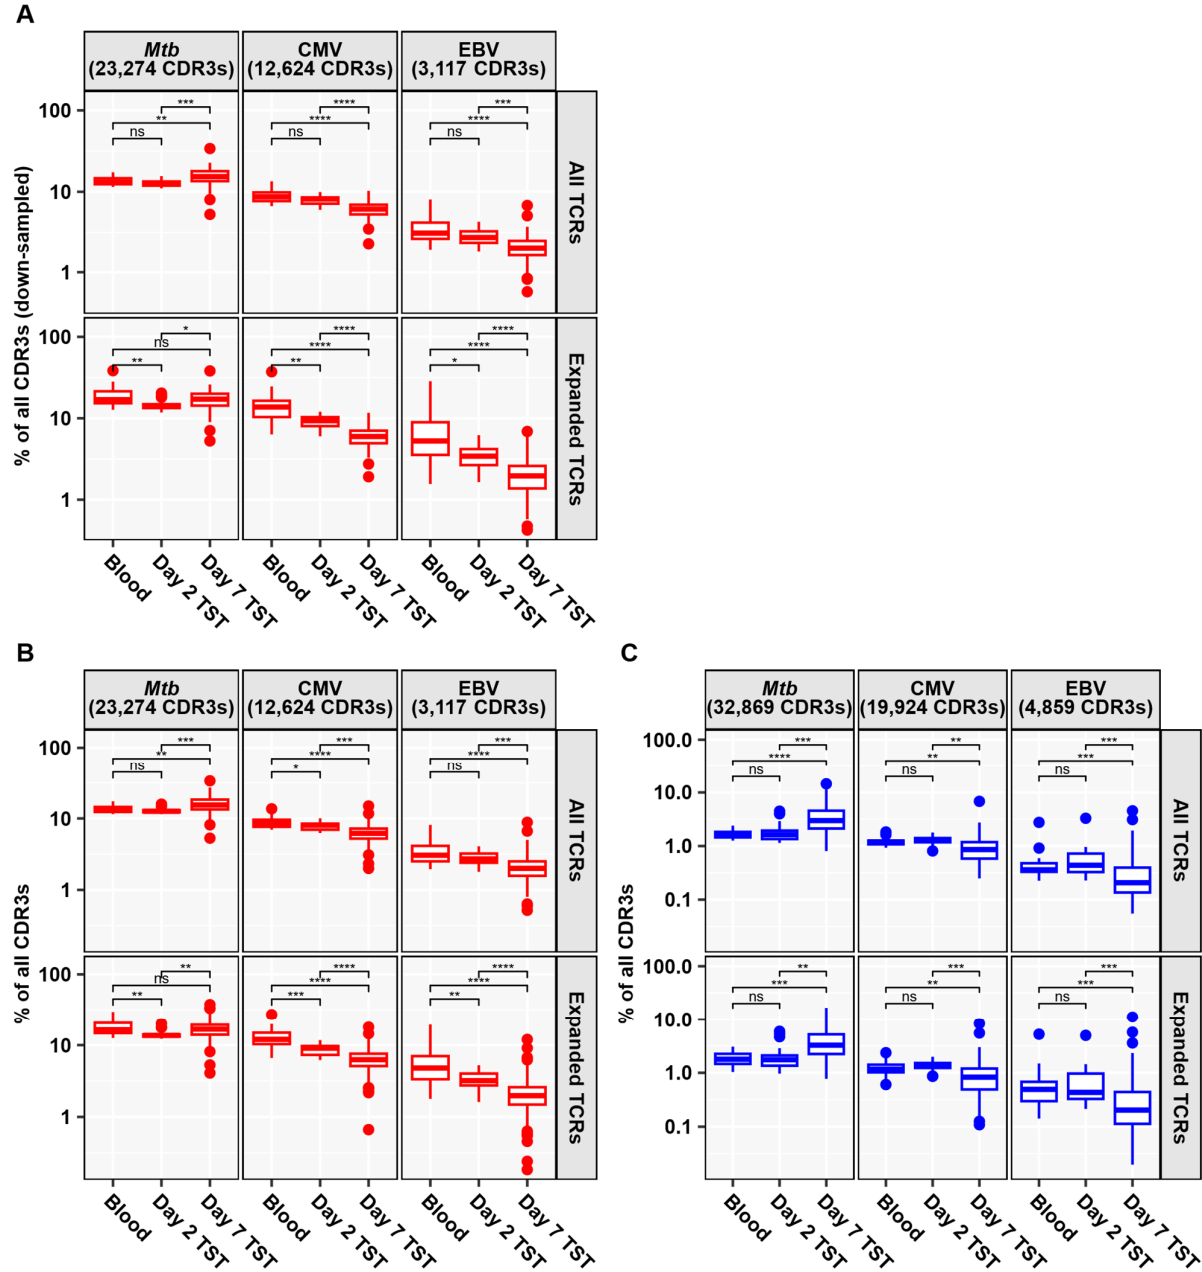 A
Mtb
(23,274 CDR3s)
CMV
(12,624 CDR3s)
EBV
(3,117 CDR3s)
% of all CDR3s (down-sampled)
100
10
1
***
**
ns
****
****
ns
***
****
ns
All TCRs
100
10
1
*
ns
**
****
****
**
****
****
*
Expanded TCRs
Blood
Day 2 TST
Day 7 TST
Blood
Day 2 TST
Day 7 TST
Blood
Day 2 TST
Day 7 TST
B
Mtb
(23,274 CDR3s)
CMV
(12,624 CDR3s)
EBV
(3,117 CDR3s)
% of all CDR3s
100
10
1
***
**
ns
***
****
*
***
****
ns
All TCRs
100
10
1
**
ns
**
****
****
***
****
****
**
Expanded TCRs
Blood
Day 2 TST
Day 7 TST
Blood
Day 2 TST
Day 7 TST
Blood
Day 2 TST
Day 7 TST
C
Mtb
(32,869 CDR3s)
CMV
(19,924 CDR3s)
EBV
(4,859 CDR3s)
% of all CDR3s
100.0
10.0
1.0
0.1
***
****
ns
**
**
ns
***
***
ns
All TCRs
100.0
10.0
1.0
0.1
**
***
ns
***
**
ns
***
***
ns
Expanded TCRs
Blood
Day 2 TST
Day 7 TST
Blood
Day 2 TST
Day 7 TST
Blood
Day 2 TST
Day 7 TST